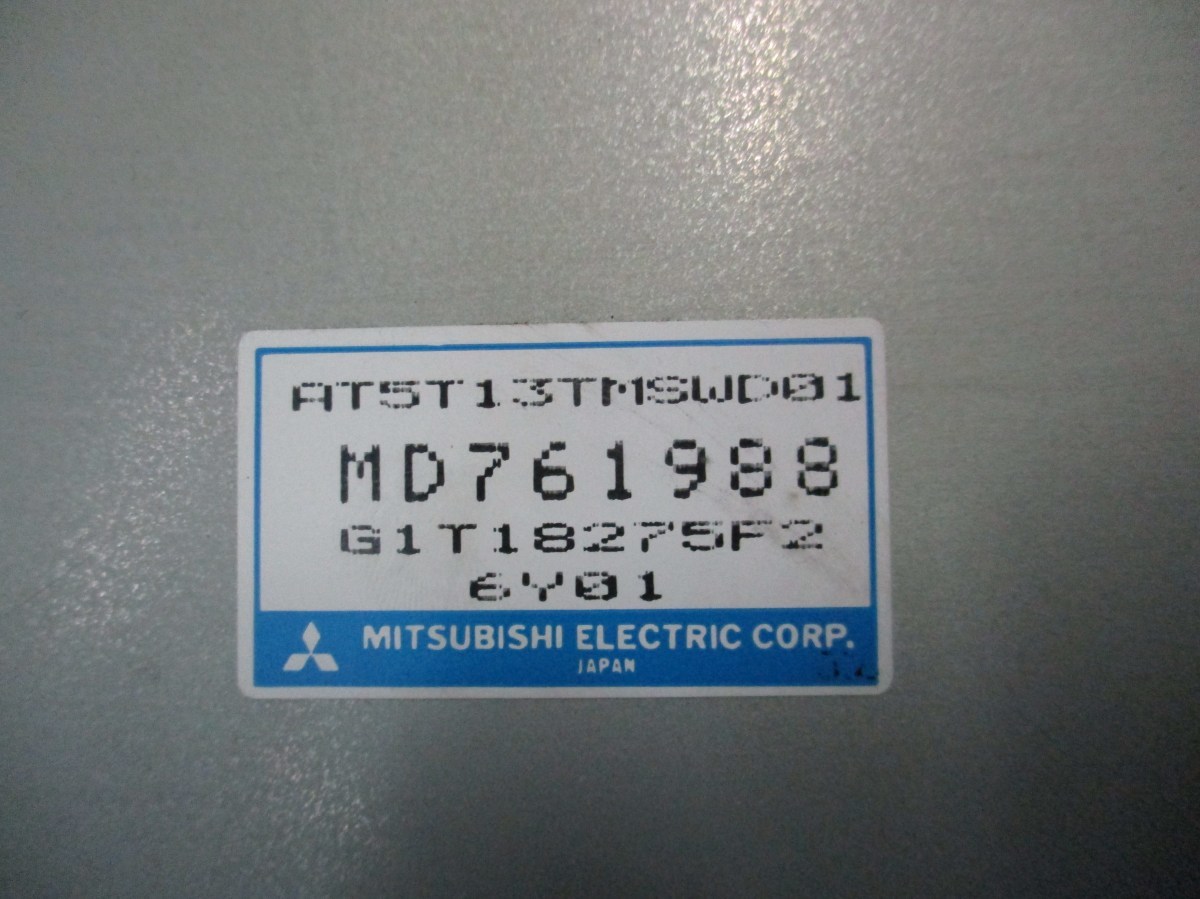 AT5T13TMSWD01
MD761988
G1T18275F2
6Y01
MITSUBISHI ELECTRIC CORP.
JAPAN